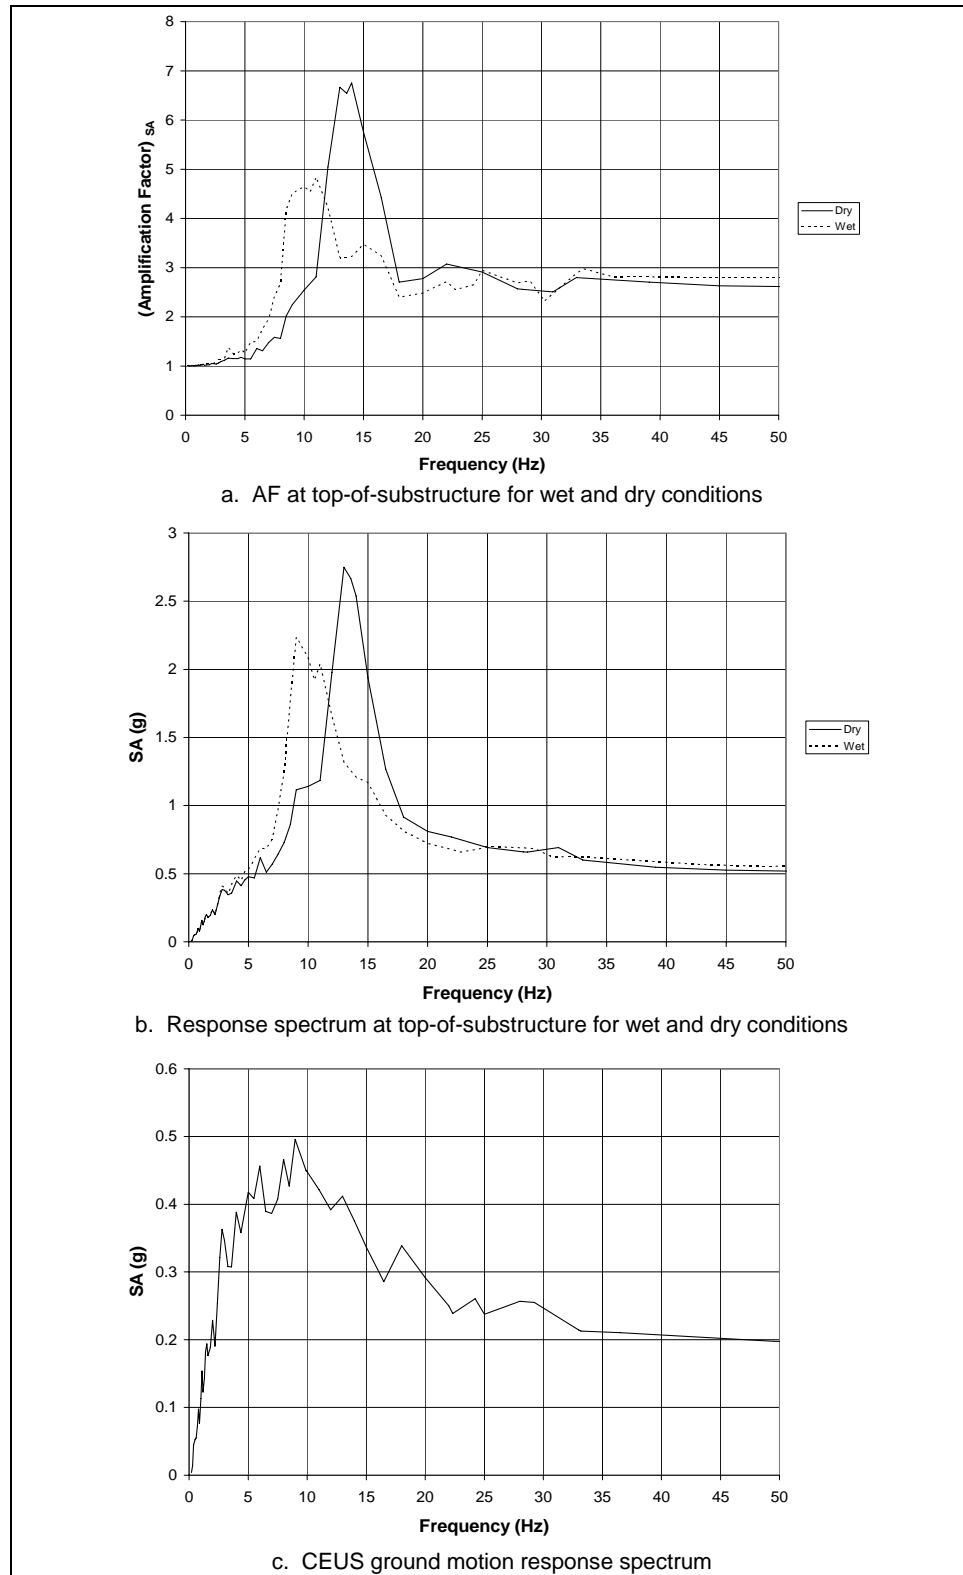 8
7
6
5
4
3
2
1
0
(Amplification Factor) SA
0 5 10 15 20 25 30 35 40 45 50
Frequency (Hz)
Dry
Wet
a. AF at top-of-substructure for wet and dry conditions
3
2.5
2
1.5
1
0.5
0
SA (g)
0 5 10 15 20 25 30 35 40 45 50
Frequency (Hz)
Dry
Wet
b. Response spectrum at top-of-substructure for wet and dry conditions
0.6
0.5
0.4
0.3
0.2
0.1
0
SA (g)
0 5 10 15 20 25 30 35 40 45 50
Frequency (Hz)
c. CEUS ground motion response spectrum